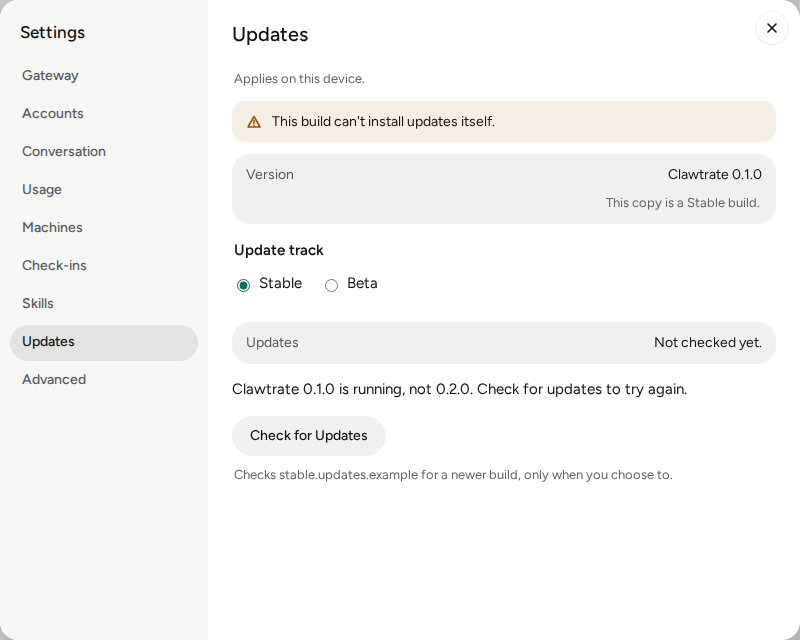 Settings
Gateway
Accounts
Conversation
Usage
Machines
Check-ins
Skills
Updates
Advanced
Updates
Applies on this device.
This build can't install updates itself.
Version
Clawtrate 0.1.0
This copy is a Stable build.
Update track
Stable
Beta
Updates
Not checked yet.
Clawtrate 0.1.0 is running, not 0.2.0. Check for updates to try again.
Check for Updates
Checks stable.updates.example for a newer build, only when you choose to.